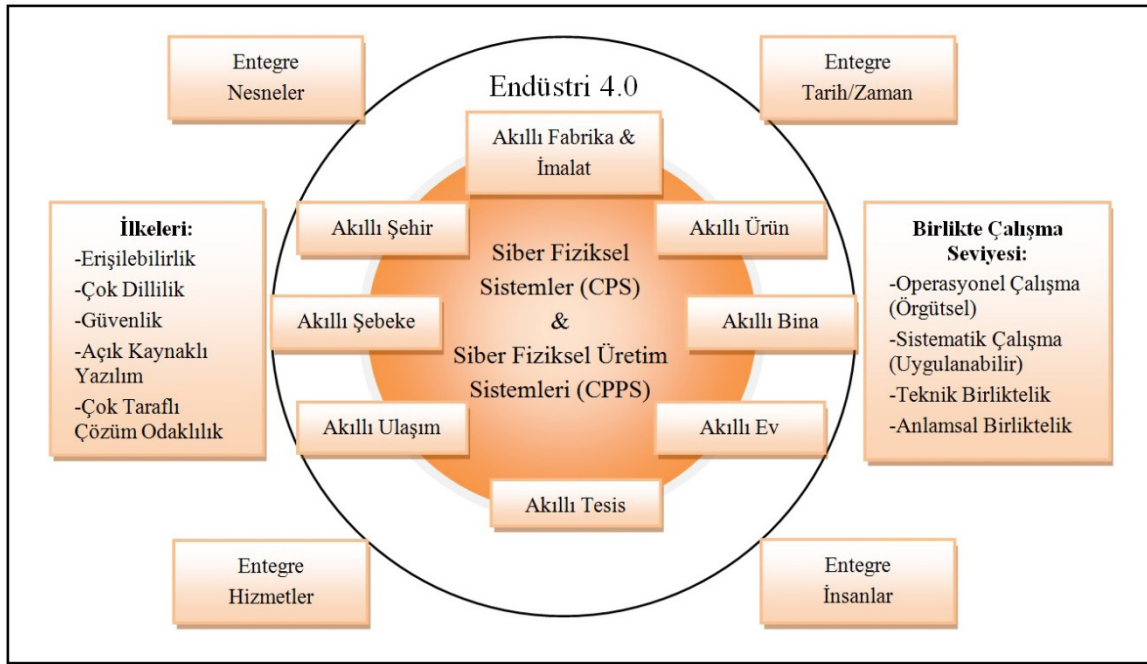 Entegre
Nesneler
Entegre
Tarih/Zaman
Endüstri 4.0
Akıllı Fabrika &
İmalat
Akıllı Şehir
Akıllı Ürün
Akıllı Şebeke
Akıllı Bina
Akıllı Ulaşım
Akıllı Ev
Akıllı Tesis
Siber Fiziksel
Sistemler (CPS)
&
Siber Fiziksel Üretim
Sistemleri (CPPS)
İlkeleri:
-Erişilebilirlik
-Çok Dillilik
-Güvenlik
-Açık Kaynaklı
Yazılım
-Çok Taraflı
Çözüm Odaklılık
Birlikte Çalışma
Seviyesi:
-Operasyonel Çalışma
(Örgütsel)
-Sistematik Çalışma
(Uygulanabilir)
-Teknik Birliktelik
-Anlamsal Birliktelik
Entegre
Hizmetler
Entegre
İnsanlar